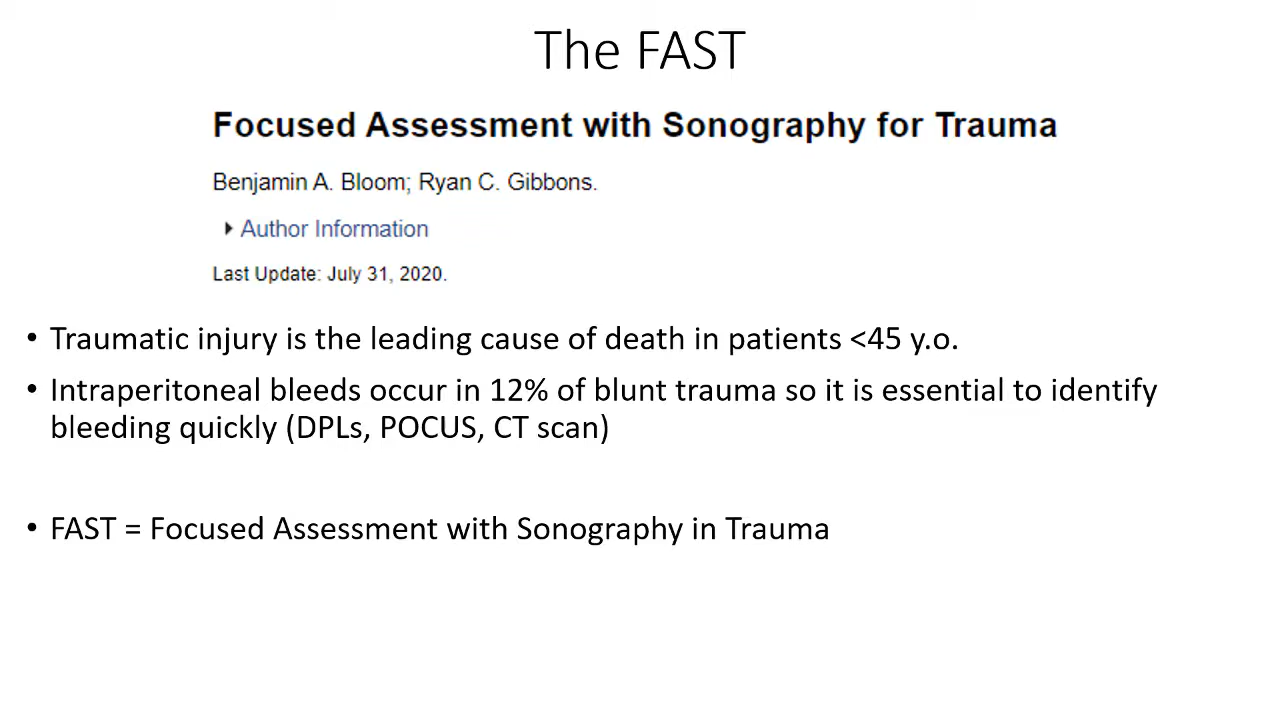 The FAST
Focused Assessment with Sonography for Trauma
Benjamin A. Bloom; Ryan C. Gibbons.
Author Information
Last Update: July 31, 2020.
• Traumatic injury is the leading cause of death in patients <45 y.o.
• Intraperitoneal bleeds occur in 12% of blunt trauma so it is essential to identify
bleeding quickly (DPLs, POCUS, CT scan)
• FAST = Focused Assessment with Sonography in Trauma